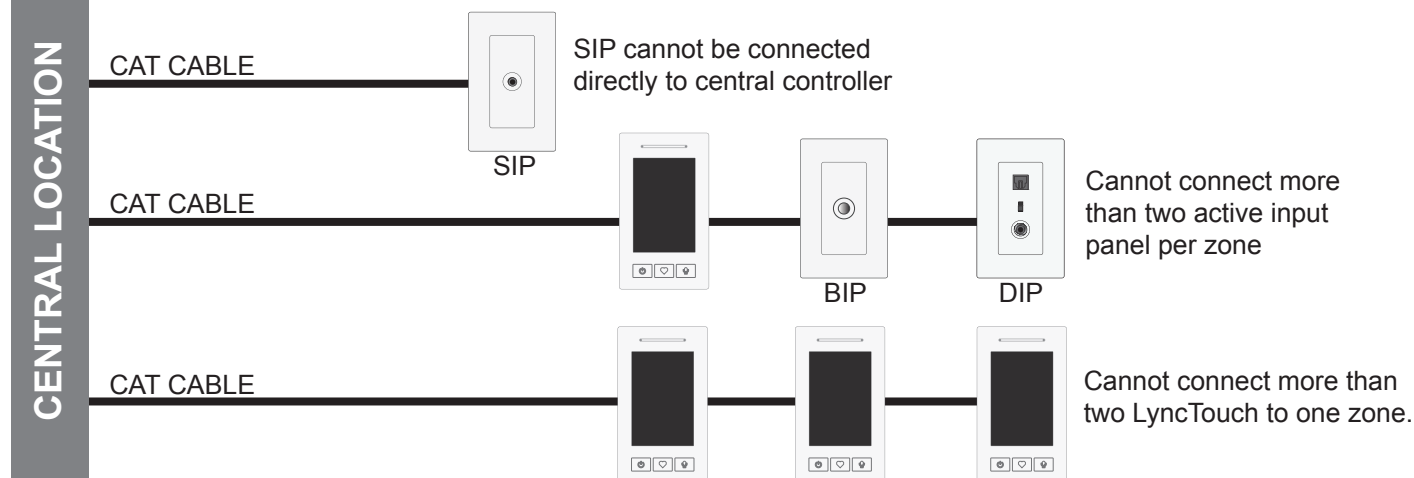 CENTRAL LOCATION
CAT CABLE
SIP
SIP cannot be connected
directly to central controller
CAT CABLE
BIP
DIP
Cannot connect more
than two active input
panel per zone
CAT CABLE
Cannot connect more than
two LyncTouch to one zone.